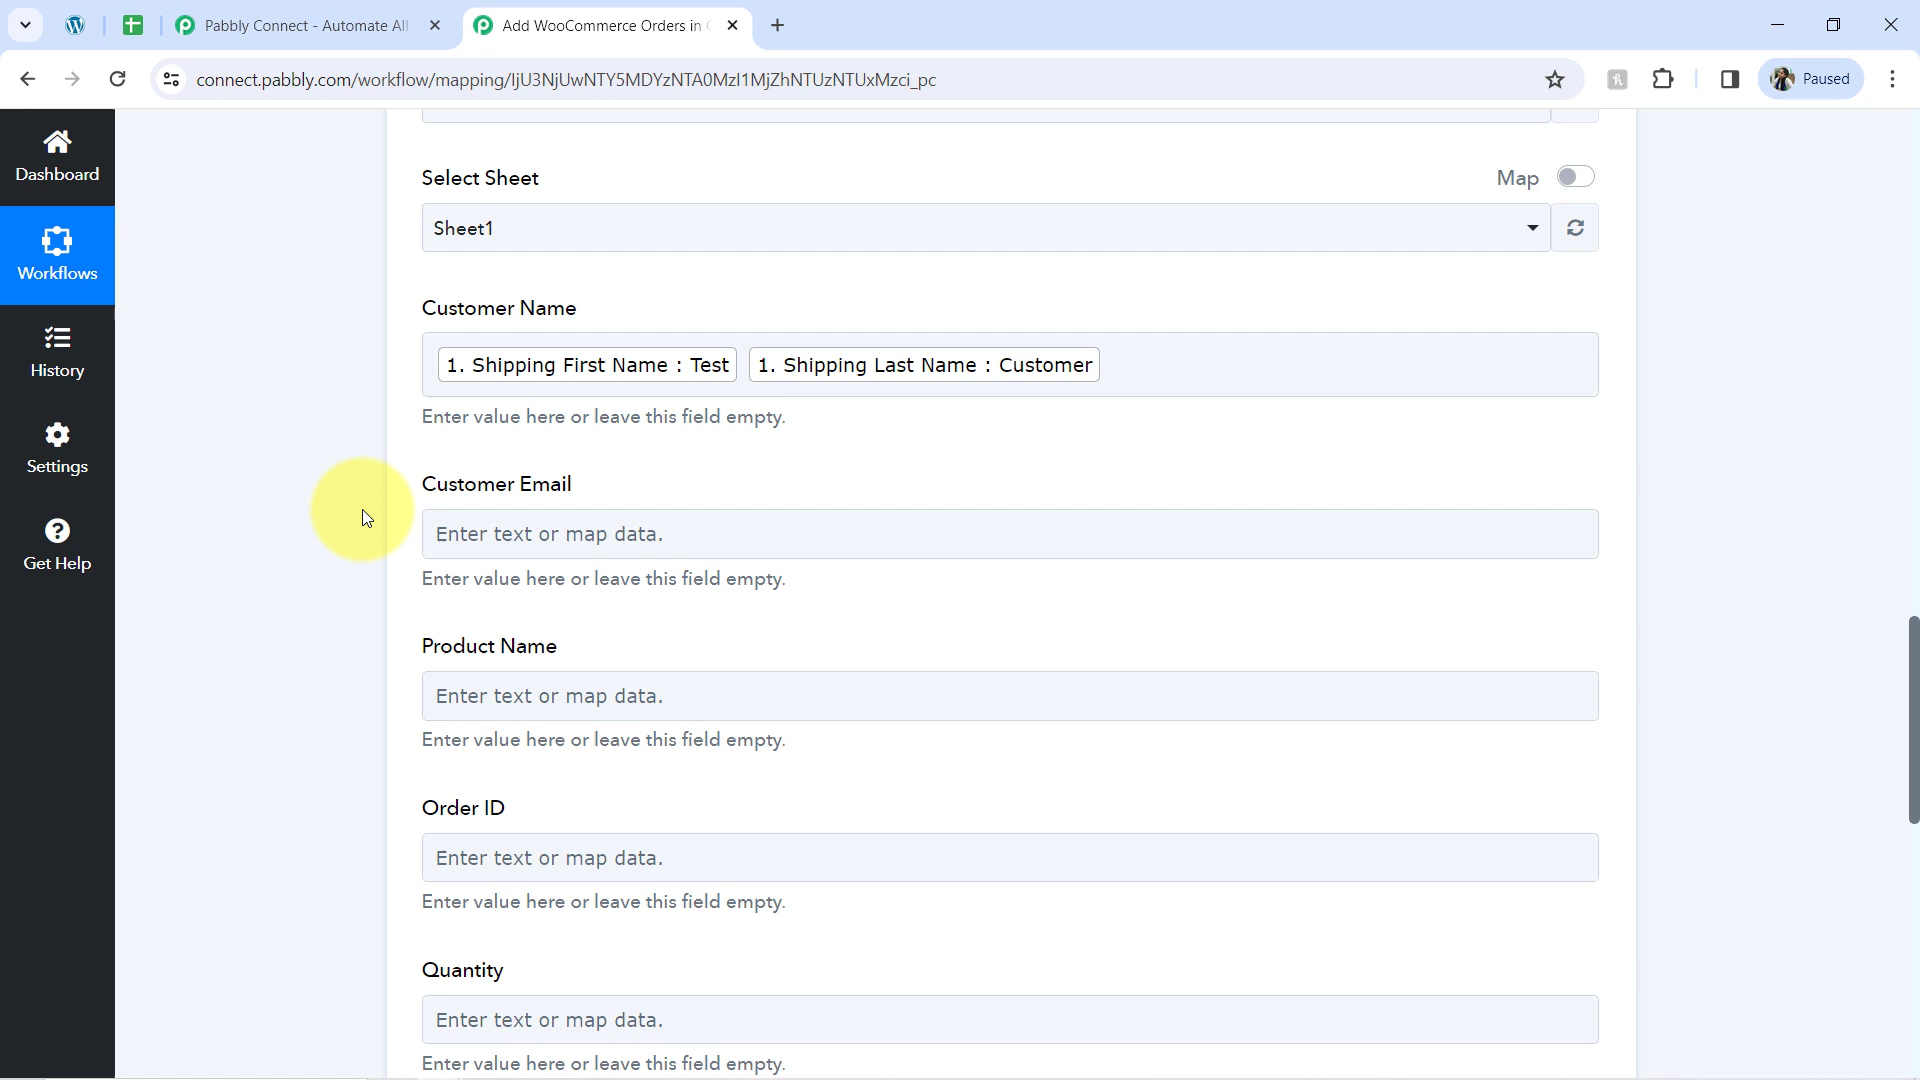 Pabbly Connect - Automate All
Add WooCommerce Orders in
connect.pabbly.com/workflow/mapping/IjU3NjUwNTY5MDYzNTA0MzI1MjZhNTUzNTUxMzci_pc
Paused
Dashboard
Workflows
History
Settings
Get Help
Select Sheet
Map
Sheet1
Customer Name
1. Shipping First Name : Test
1. Shipping Last Name : Customer
Enter value here or leave this field empty.
Customer Email
Enter text or map data.
Enter value here or leave this field empty.
Product Name
Enter text or map data.
Enter value here or leave this field empty.
Order ID
Enter text or map data.
Enter value here or leave this field empty.
Quantity
Enter text or map data.
Enter value here or leave this field empty.